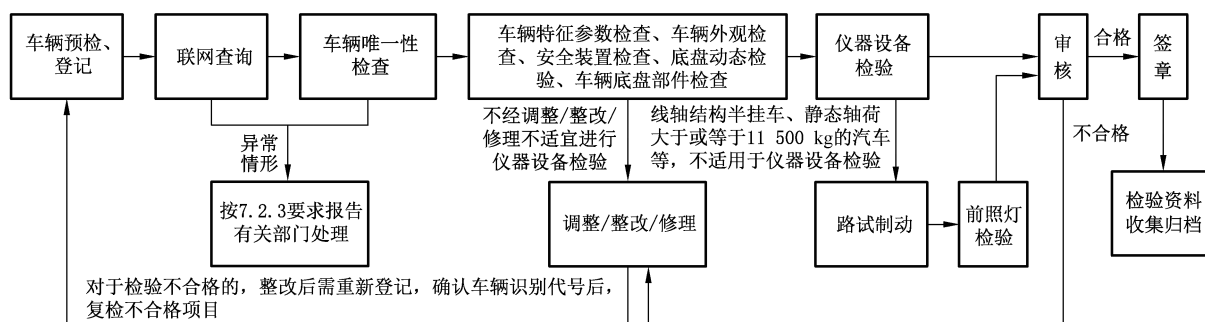 车辆预检、
登记
联网查询
车辆唯一性
检查
车辆特征参数检查、车辆外观检
查、安全装置检查、底盘动态检
验、车辆底盘部件检查
仪器设备
检验
审
核
合格
签
章
异常
情形
不经调整/整改/
修理不适宜进行
仪器设备检验
线轴结构半挂车、静态轴荷
大于或等于11 500 kg的汽车
等，不适用于仪器设备检验
不合格
按7.2.3要求报告
有关部门处理
调整/整改/修理
路试制动
前照灯
检验
检验资料
收集归档
对于检验不合格的，整改后需重新登记，确认车辆识别代号后，
复检不合格项目